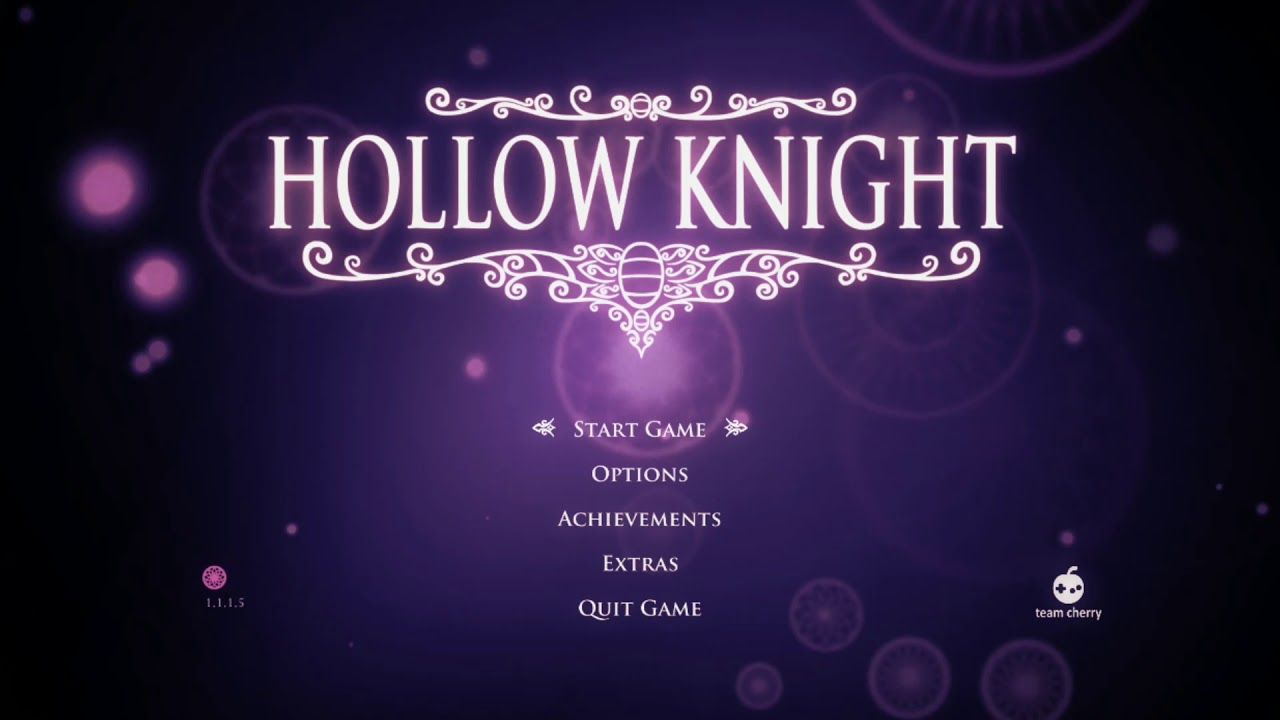 HOLLOW KNIGHT
START GAME
OPTIONS
ACHIEVEMENTS
EXTRAS
QUIT GAME
1.1.1.5
team cherry